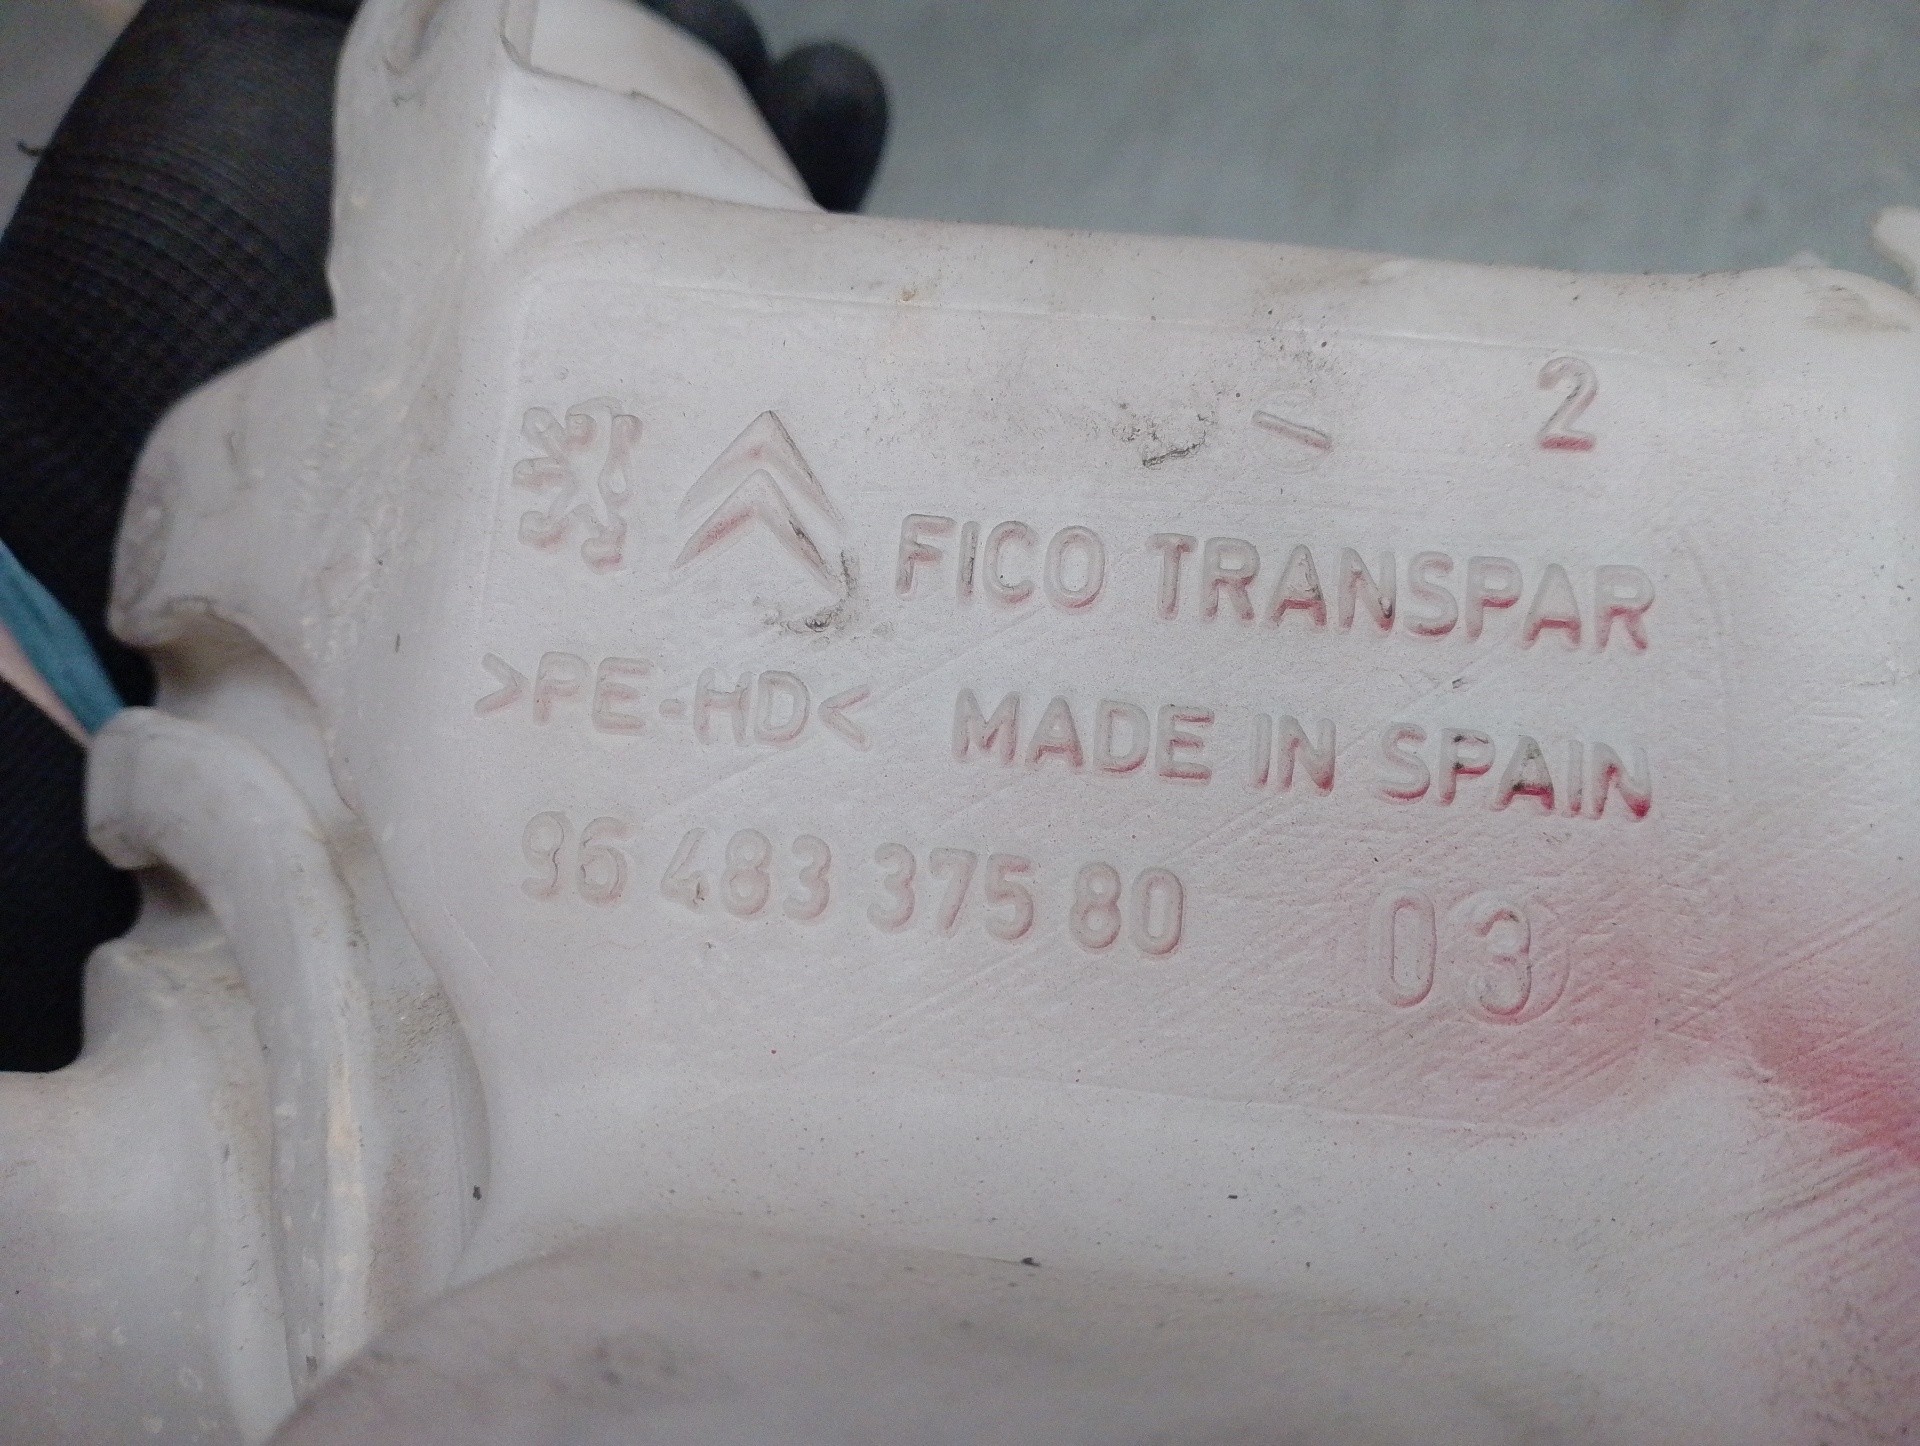 2
FICO TRANSPAR
>PE-HD< MADE IN SPAIN
96 483 375 80 03